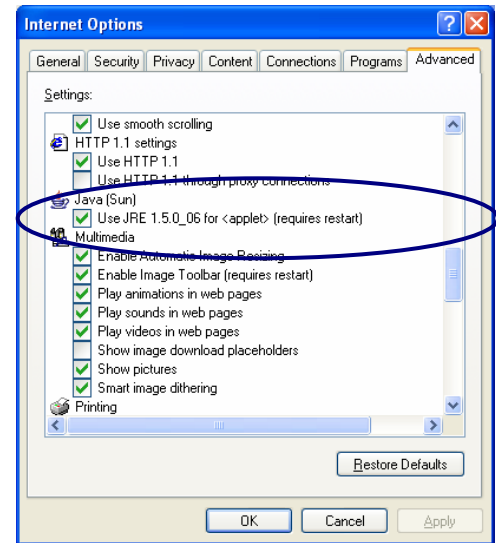 Internet Options
General Security Privacy Content Connections Programs Advanced
Settings:
Use smooth scrolling
HTTP 1.1 settings
Use HTTP 1.1
Use HTTP 1.1 through proxy connections
Java (Sun)
Use JRE 1.5.0_06 for <applet> (requires restart)
Multimedia
Enable Automatic Image Resizing
Enable Image Toolbar (requires restart)
Play animations in web pages
Play sounds in web pages
Play videos in web pages
Show image download placeholders
Show pictures
Smart image dithering
Printing
Restore Defaults
OK Cancel Apply